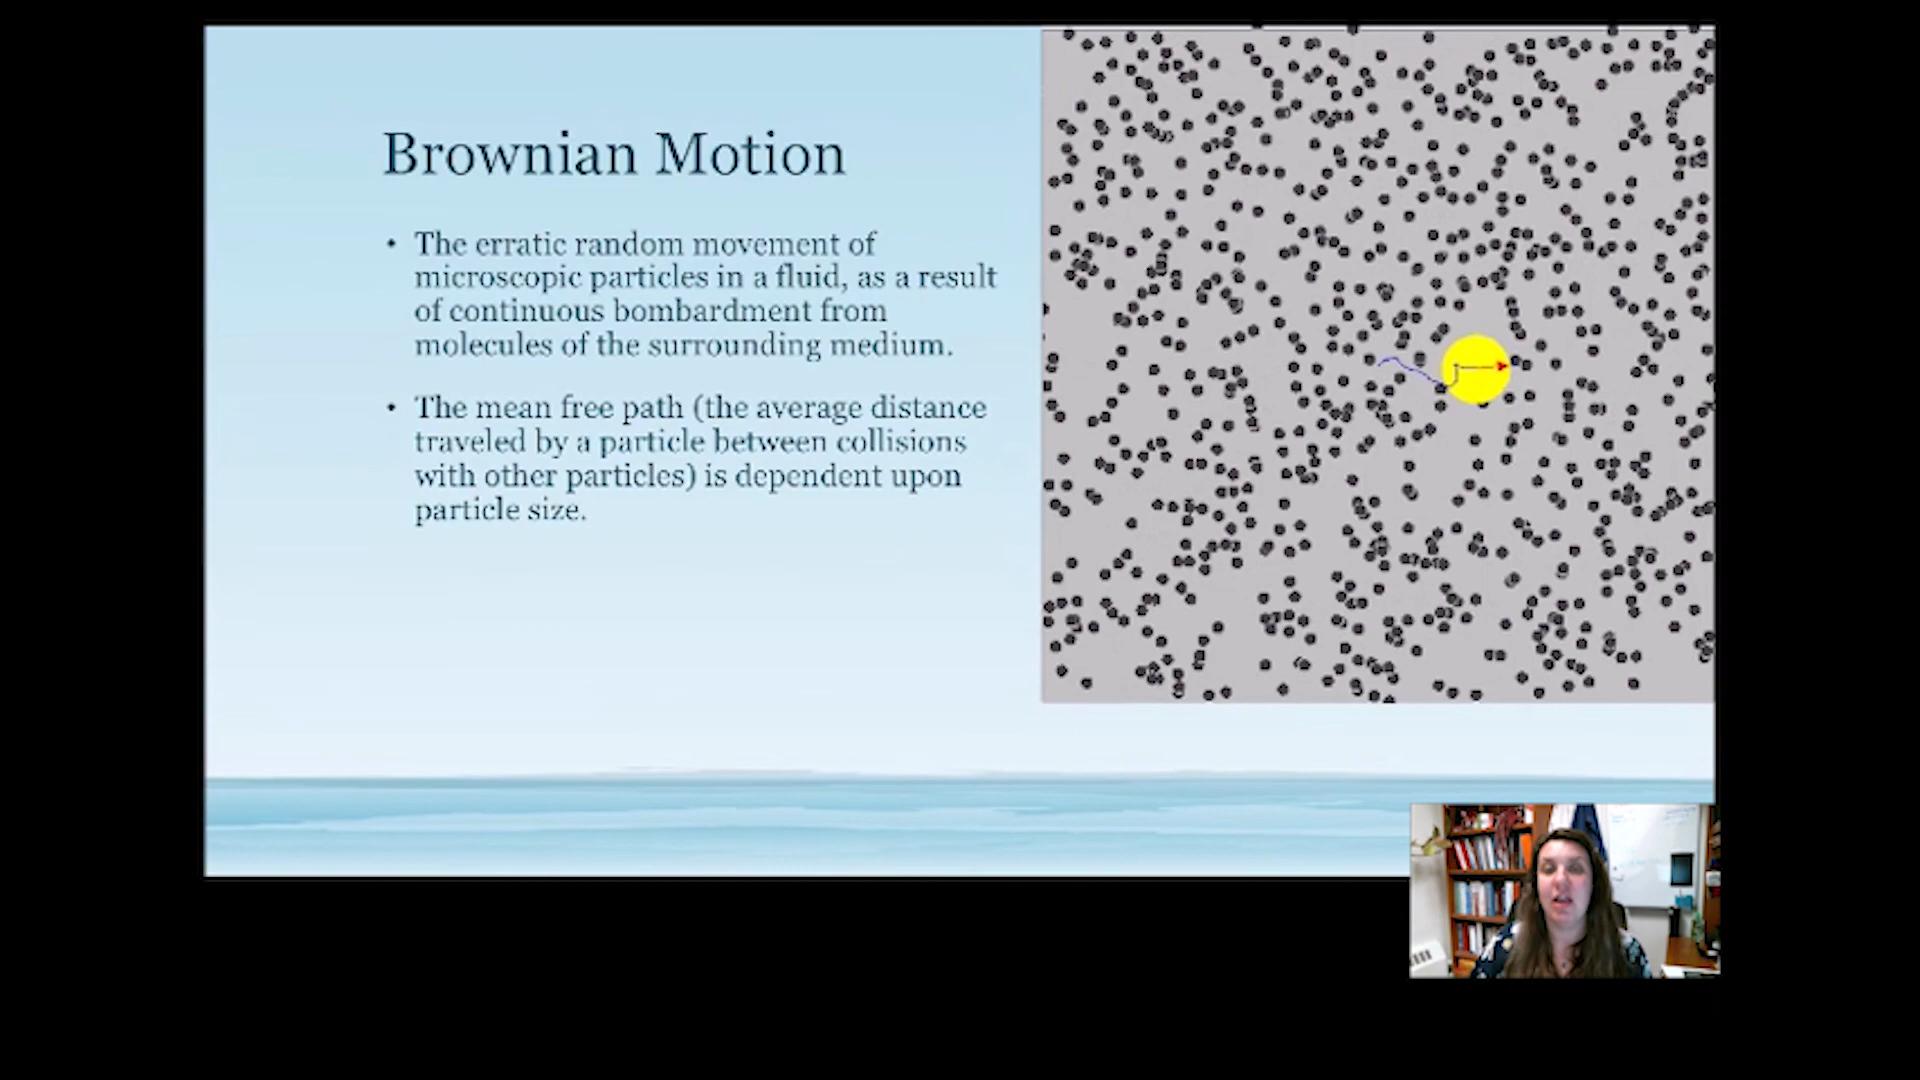 Brownian Motion
• The erratic random movement of
microscopic particles in a fluid, as a result
of continuous bombardment from
molecules of the surrounding medium.
• The mean free path (the average distance
traveled by a particle between collisions
with other particles) is dependent upon
particle size.